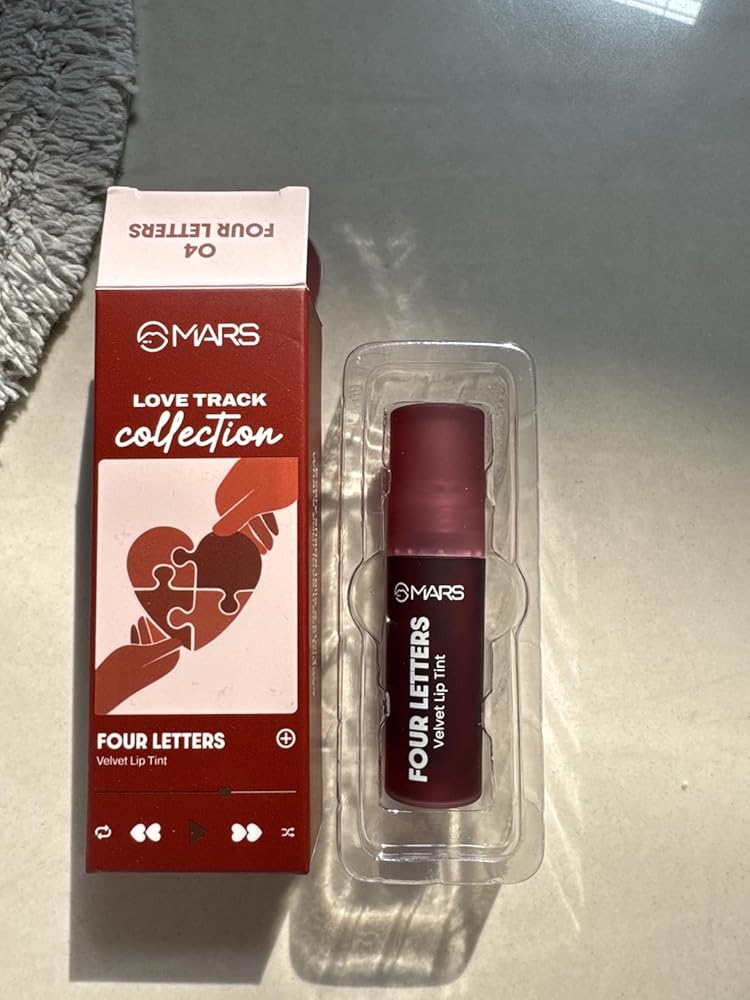 04
FOUR LETTERS
MARS
LOVE TRACK
collection
FOUR LETTERS
Velvet Lip Tint
MARS
FOUR LETTERS
Velvet Lip Tint